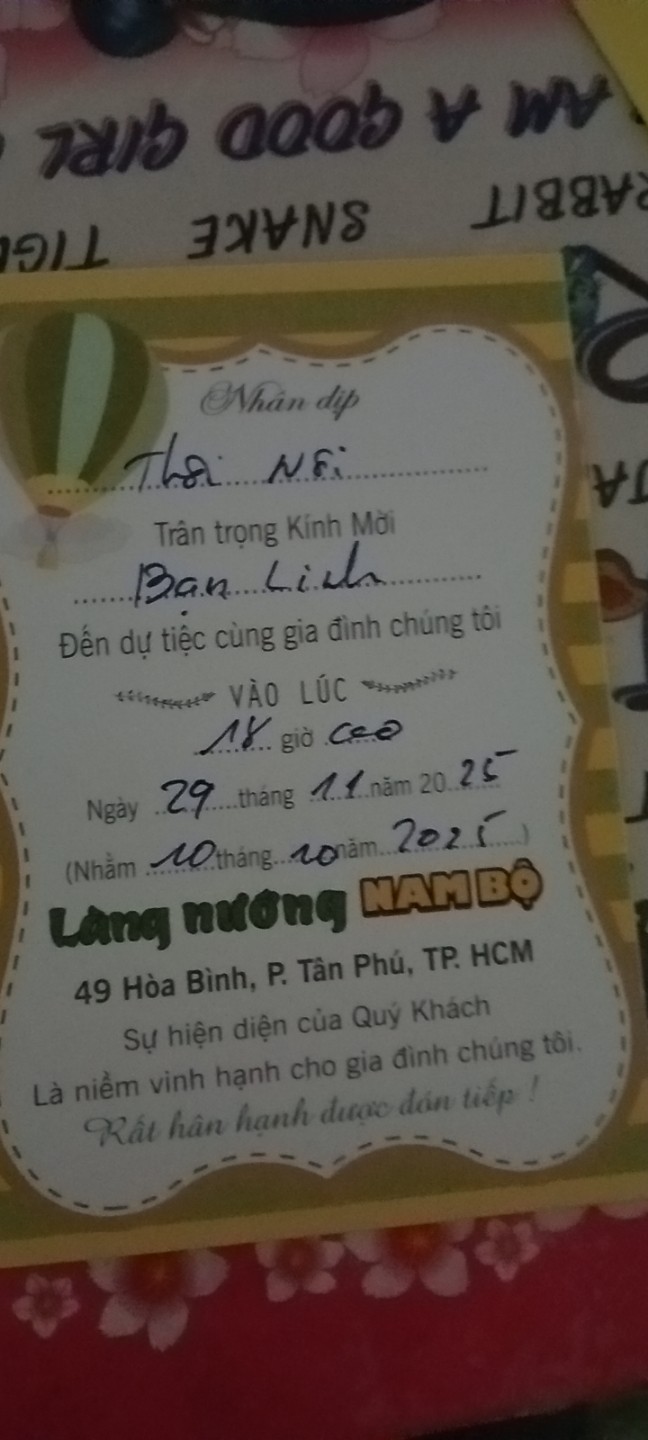 AM A GOOD GIRL
RABBIT SNAKE TIG
Nhân dịp
Thôi Nôi
Trân trọng Kính Mời
Bạn Linh
Đến dự tiệc cùng gia đình chúng tôi
VÀO LÚC
18 giờ 00
Ngày 29 tháng 11 năm 2025
(Nhằm 10 tháng 10 năm 2025)
Làng nướng NAM BỘ
49 Hòa Bình, P. Tân Phú, TP. HCM
Sự hiện diện của Quý Khách
Là niềm vinh hạnh cho gia đình chúng tôi.
Rất hân hạnh được đón tiếp !